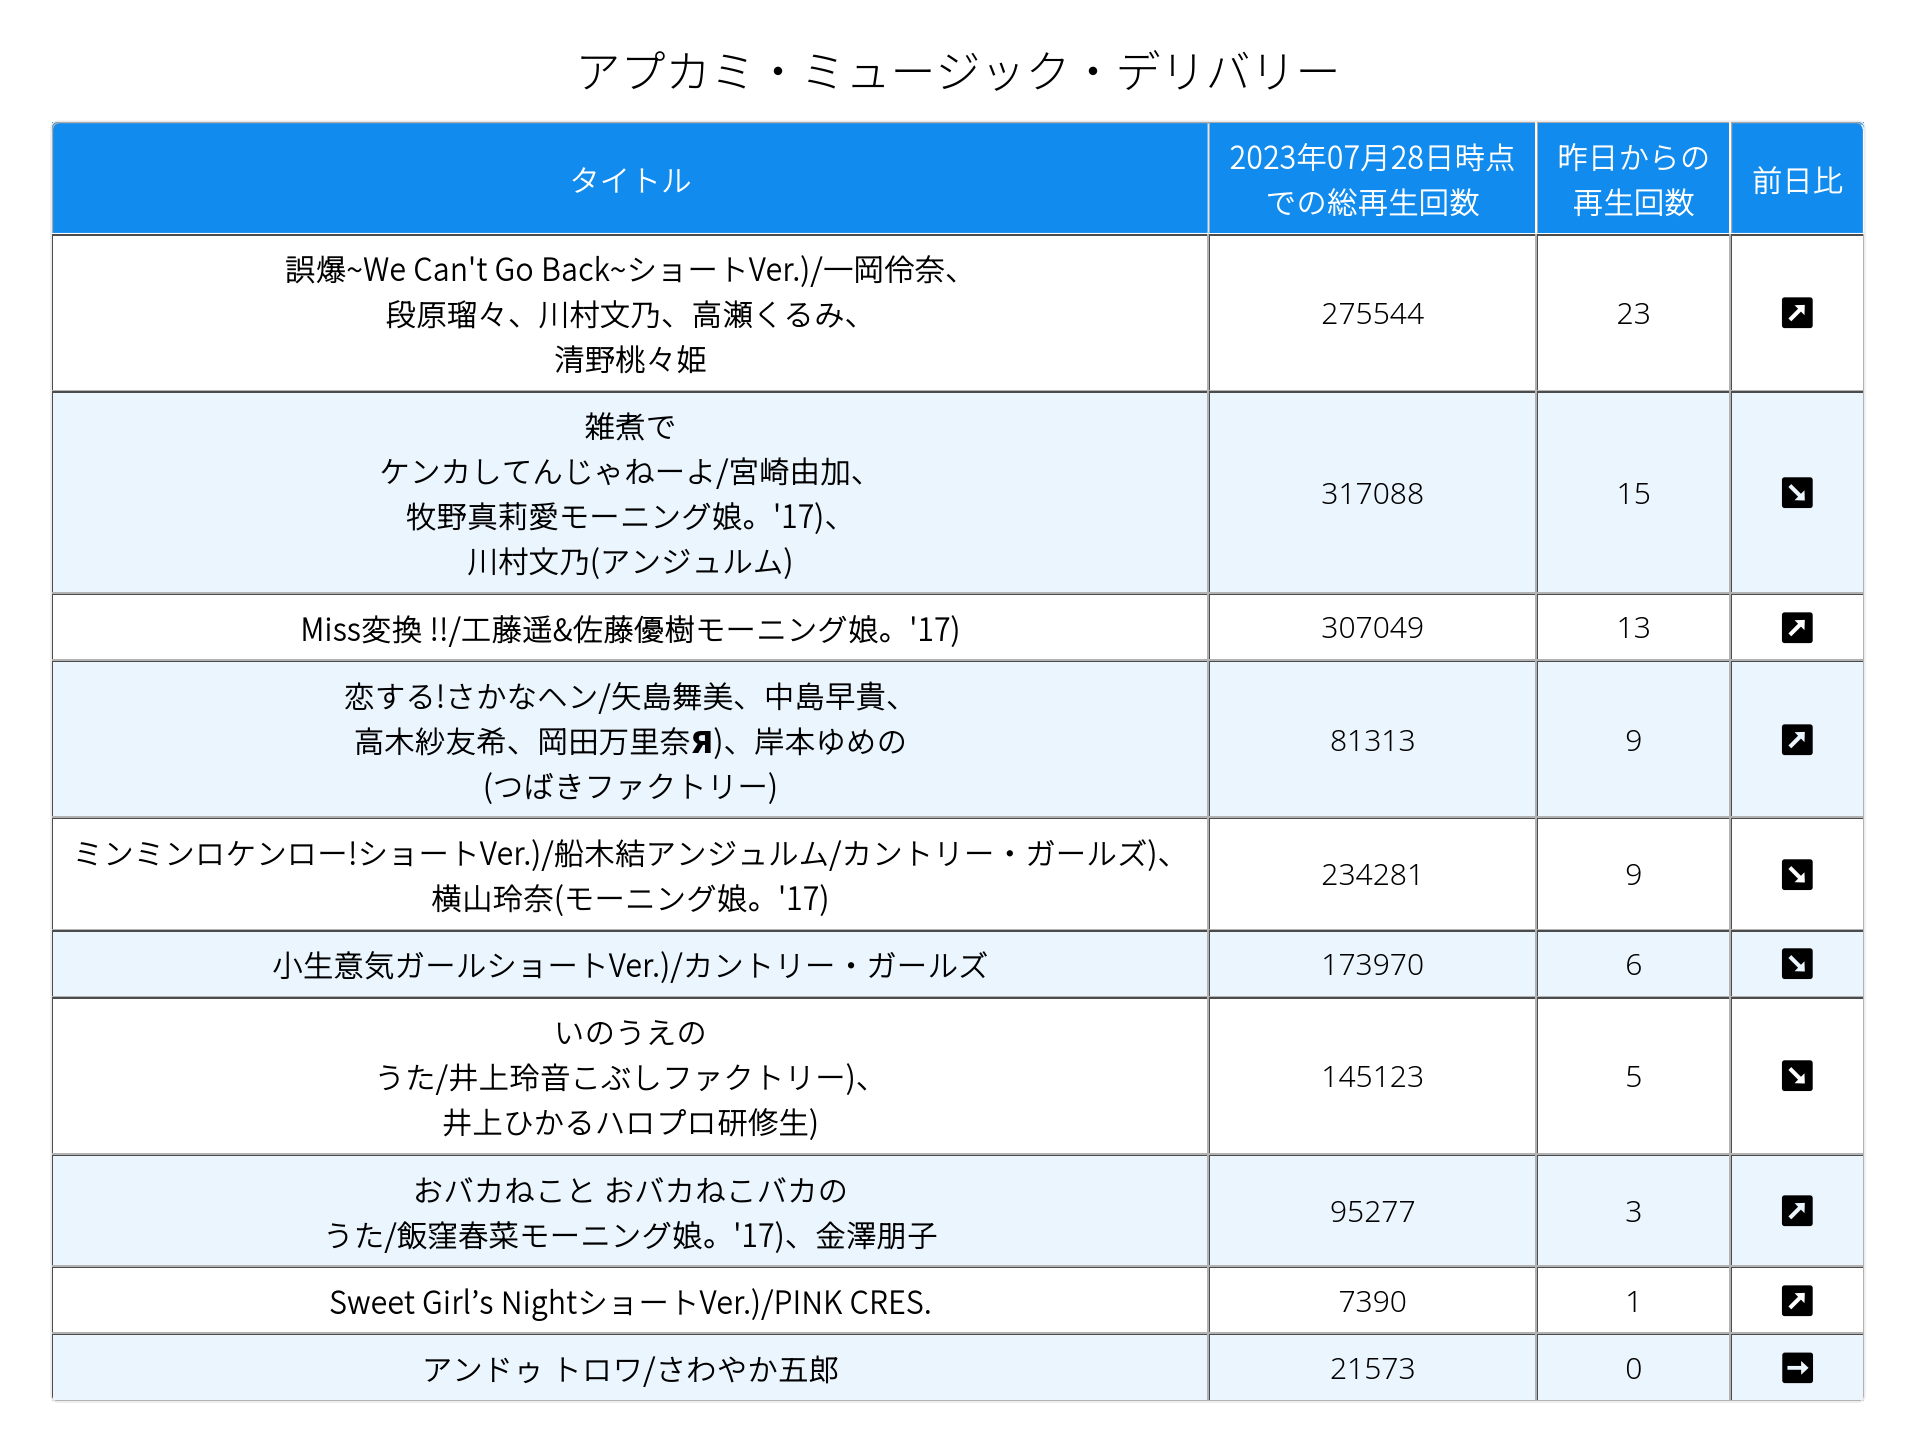 アプカミ・ミュージック・デリバリー
タイトル
2023年07月28日時点
での総再生回数
昨日からの
再生回数
前日比
誤爆~We Can't Go Back~ショートVer.)/一岡伶奈、
段原瑠々、川村文乃、高瀬くるみ、
清野桃々姫
275544
23
雑煮で
ケンカしてんじゃねーよ/宮崎由加、
牧野真莉愛モーニング娘。'17)、
川村文乃(アンジュルム)
317088
15
Miss変換 !!/工藤遥&佐藤優樹モーニング娘。'17)
307049
13
恋する!さかなヘン/矢島舞美、中島早貴、
高木紗友希、岡田万里奈Я)、岸本ゆめの
(つばきファクトリー)
81313
9
ミンミンロケンロー!ショートVer.)/船木結アンジュルム/カントリー・ガールズ)、
横山玲奈(モーニング娘。'17)
234281
9
小生意気ガールショートVer.)/カントリー・ガールズ
173970
6
いのうえの
うた/井上玲音こぶしファクトリー)、
井上ひかるハロプロ研修生)
145123
5
おバカねこと おバカねこバカの
うた/飯窪春菜モーニング娘。'17)、金澤朋子
95277
3
Sweet Girl’s NightショートVer.)/PINK CRES.
7390
1
アンドゥ トロワ/さわやか五郎
21573
0